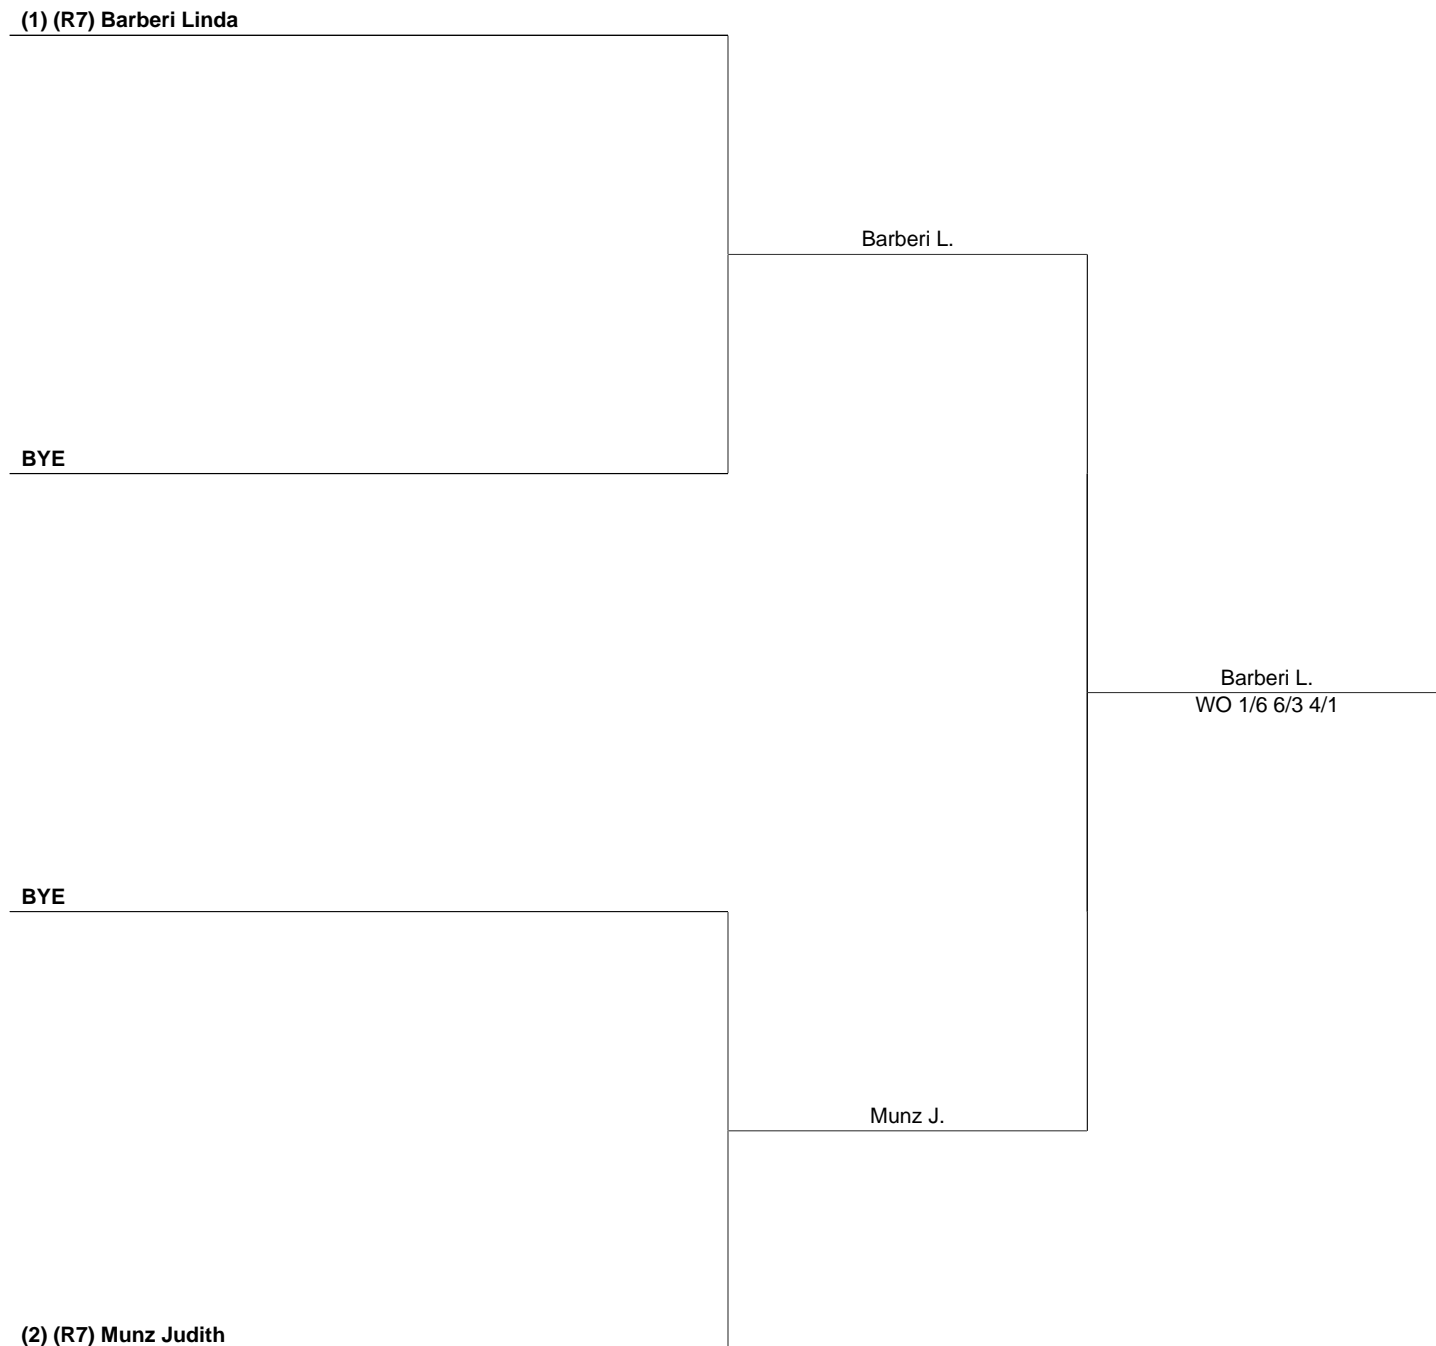 (1) (R7) Barberi Linda
Barberi L.
BYE
Barberi L.
WO 1/6 6/3 4/1
BYE
Munz J.
(2) (R7) Munz Judith